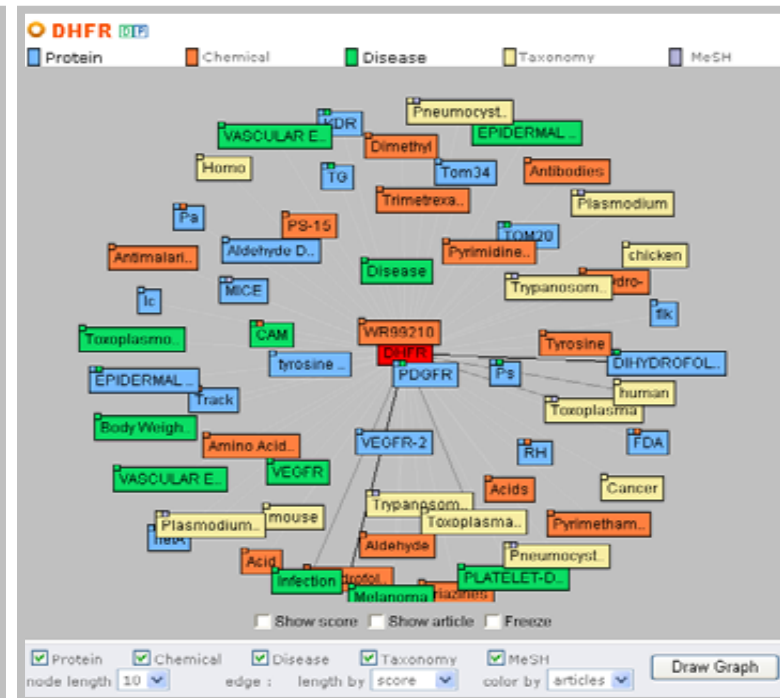 DHFR D P
Protein Chemical Disease Taxonomy MeSH
Pneumocyst..
KDR
VASCULAR E..
EPIDERMAL ..
Dimethyl
Homo
TG
Tom34
Antibodies
Trimetrexa..
Plasmodium
Pa
PS-15
TOM20
Aldehyde D..
Pyrimidine..
Antimalari..
chicken
Disease
Trypanosom..
MICE
Ic
flk
WR99210
CAM
Toxoplasmo..
Tyrosine
DHFR
tyrosine ..
DIHYDROFOL..
PDGFR
Ps
EPIDERMAL ..
human
Track
Toxoplasma
Body Weigh..
VEGFR-2
FDA
Amino Acid..
RH
VEGFR
VASCULAR E..
Acids
Cancer
Trypanosom..
mouse
Toxoplasma..
Plasmodium..
Pyrimetham..
Aldehyde
Pneumocyst..
Acid
Infection
PLATELET-D..
Melanoma
Show score Show article Freeze
Protein Chemical Disease Taxonomy MeSH
node length 10 edge : length by score color by articles Draw Graph